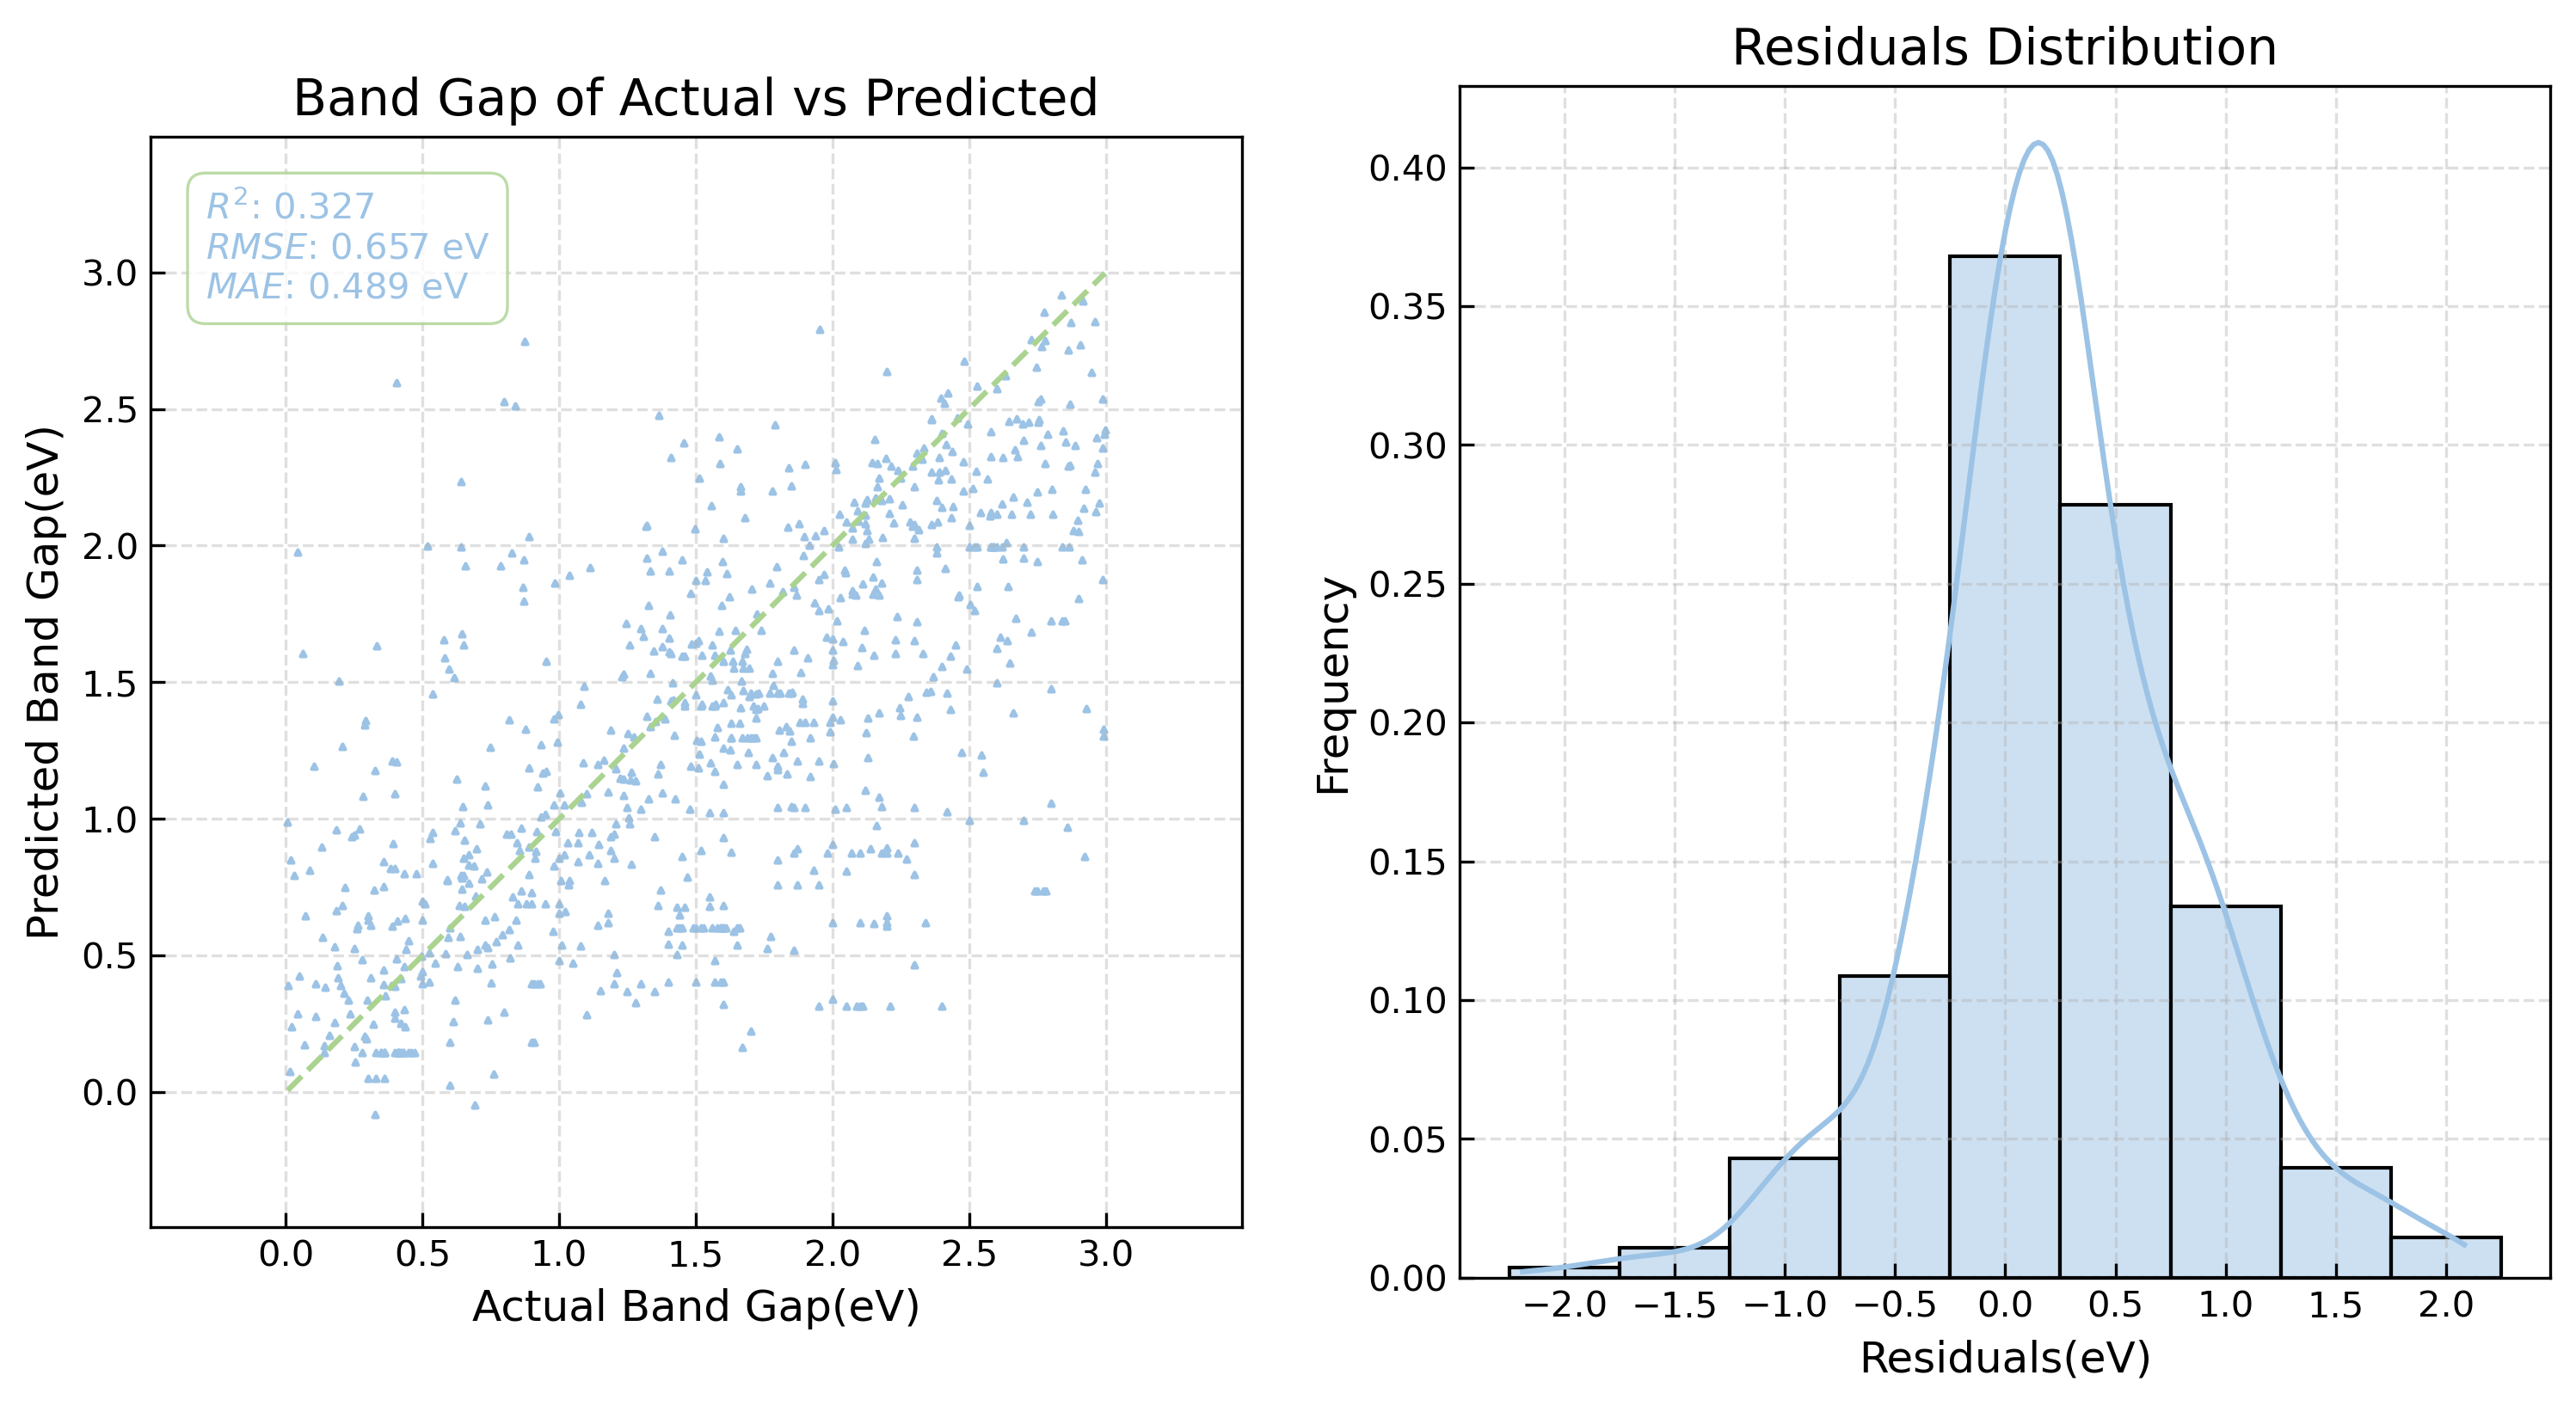 Band Gap of Actual vs Predicted
R²: 0.327
RMSE: 0.657 eV
MAE: 0.489 eV
3.0
2.5
2.0
1.5
1.0
0.5
0.0
Predicted Band Gap(eV)
0.0 0.5 1.0 1.5 2.0 2.5 3.0
Actual Band Gap(eV)
Residuals Distribution
0.40
0.35
0.30
0.25
0.20
0.15
0.10
0.05
0.00
Frequency
−2.0 −1.5 −1.0 −0.5 0.0 0.5 1.0 1.5 2.0
Residuals(eV)